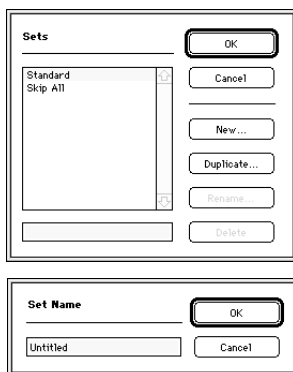 Sets
OK
Standard
Skip All
Cancel
New...
Duplicate...
Rename...
Delete
Set Name
OK
Untitled
Cancel